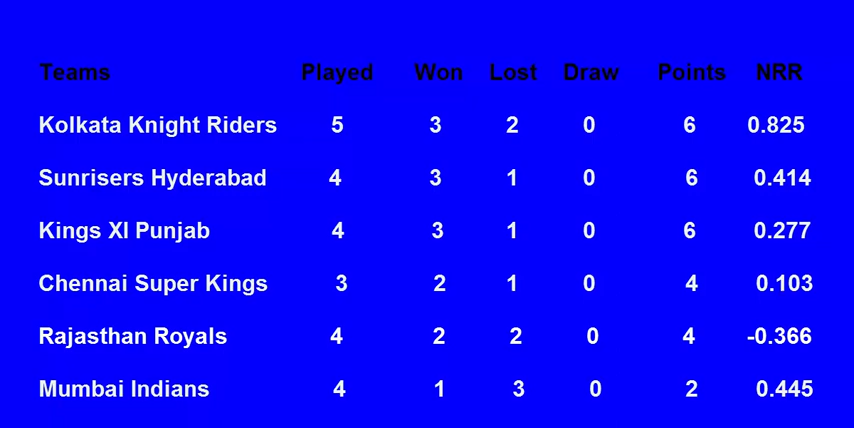 Teams Played Won Lost Draw Points NRR
Kolkata Knight Riders 5 3 2 0 6 0.825
Sunrisers Hyderabad 4 3 1 0 6 0.414
Kings XI Punjab 4 3 1 0 6 0.277
Chennai Super Kings 3 2 1 0 4 0.103
Rajasthan Royals 4 2 2 0 4 -0.366
Mumbai Indians 4 1 3 0 2 0.445